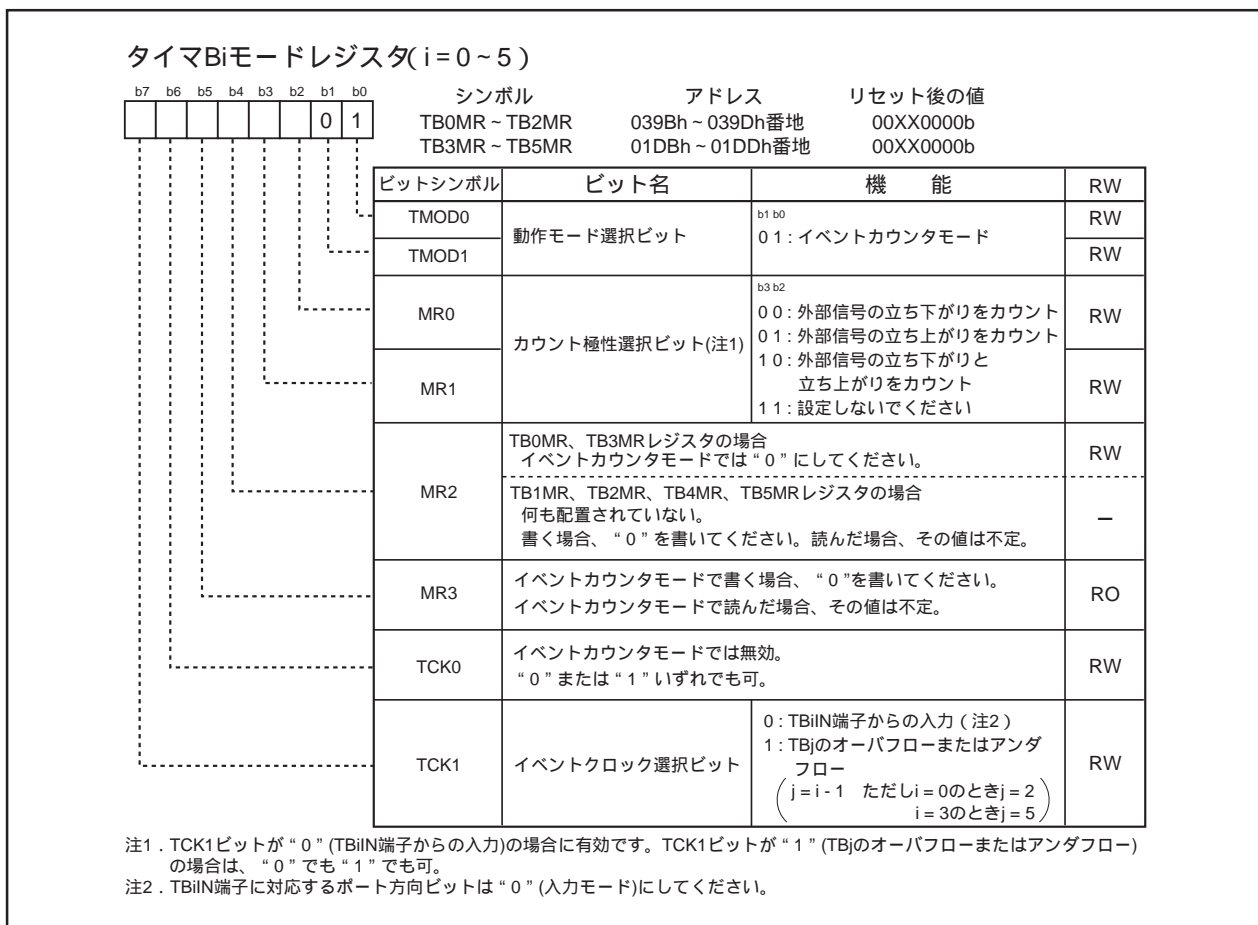 タイマBiモードレジスタ( i = 0 ~ 5 )
b7 b6 b5 b4 b3 b2 b1 b0
0 1
シンボル アドレス リセット後の値
TB0MR ~ TB2MR 039Bh ~ 039Dh番地 00XX0000b
TB3MR ~ TB5MR 01DBh ~ 01DDh番地 00XX0000b
ビットシンボル ビット名 機 能 RW
TMOD0 RW
動作モード選択ビット
b1 b0
0 1 : イベントカウンタモード
TMOD1 RW
MR0 RW
カウント極性選択ビット(注1)
b3 b2
0 0 : 外部信号の立ち下がりをカウント
0 1 : 外部信号の立ち上がりをカウント
1 0 : 外部信号の立ち下がりと
立ち上がりをカウント
1 1 : 設定しないでください
MR1 RW
MR2
TB0MR、TB3MRレジスタの場合
イベントカウンタモードでは “ 0 ” にしてください。
RW
TB1MR、TB2MR、TB4MR、TB5MRレジスタの場合
何も配置されていない。
書く場合、“ 0 ” を書いてください。読んだ場合、その値は不定。
−
MR3
イベントカウンタモードで書く場合、“ 0 ”を書いてください。
イベントカウンタモードで読んだ場合、その値は不定。
RO
TCK0
イベントカウンタモードでは無効。
“ 0 ” または “ 1 ” いずれでも可。
RW
TCK1 イベントクロック選択ビット
0 : TBiIN端子からの入力 ( 注2 )
1 : TBjのオーバフローまたはアンダ
フロー
( j = i - 1 ただしi = 0のときj = 2
i = 3のときj = 5 )
RW
注1 . TCK1ビットが “ 0 ” (TBiIN端子からの入力)の場合に有効です。TCK1ビットが “ 1 ” (TBjのオーバフローまたはアンダフロー)
の場合は、“ 0 ” でも “ 1 ” でも可。
注2 . TBiIN端子に対応するポート方向ビットは “ 0 ” (入力モード)にしてください。